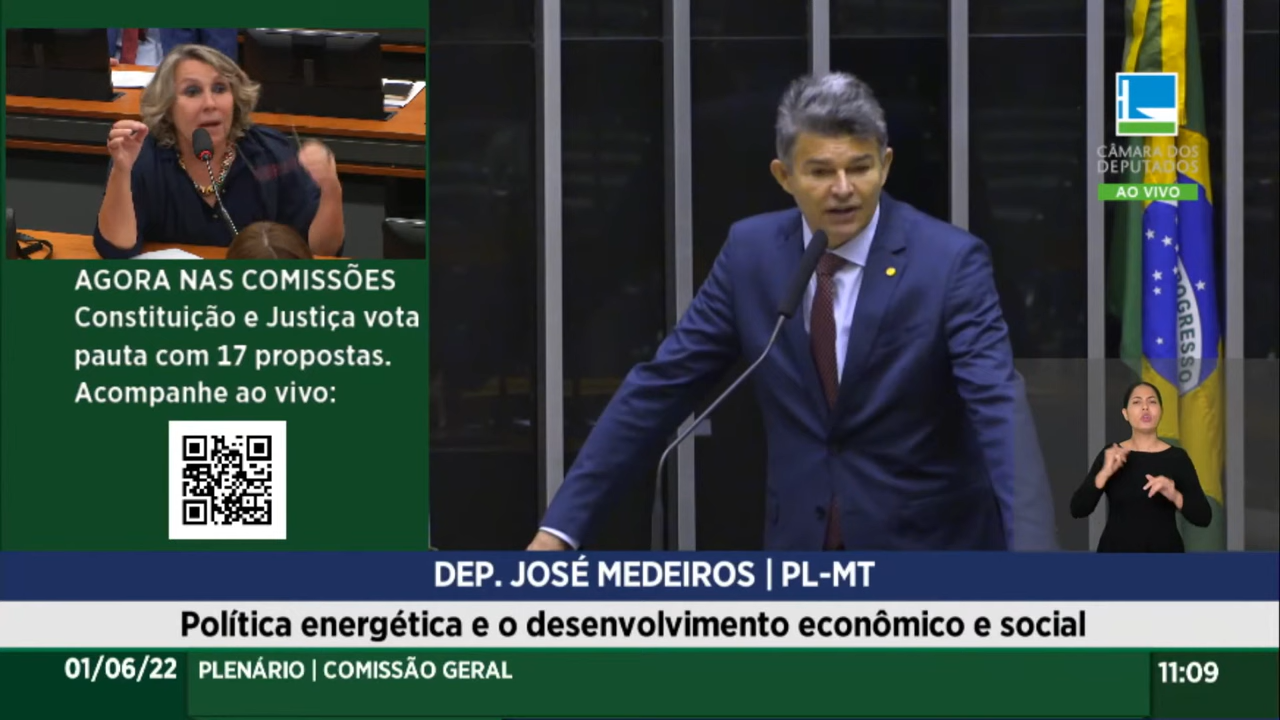 CÂMARA DOS
DEPUTADOS
AO VIVO
PROGRESSO
AGORA NAS COMISSÕES
Constituição e Justiça vota
pauta com 17 propostas.
Acompanhe ao vivo:
DEP. JOSÉ MEDEIROS | PL-MT
Política energética e o desenvolvimento econômico e social
01/06/22 PLENÁRIO | COMISSÃO GERAL 11:09